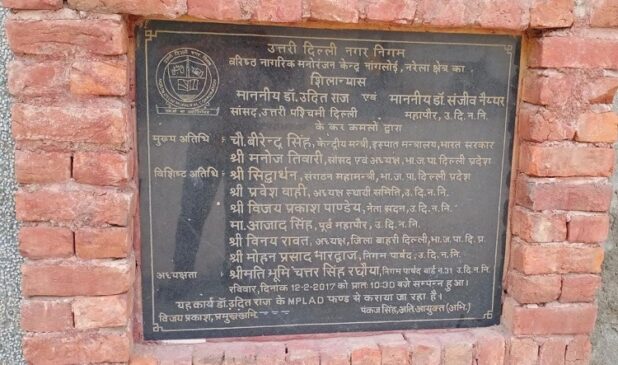 उत्तरी दिल्ली नगर निगम
वरिष्ठ नागरिक मनोरंजन केन्द्र नांगलोई, नरेला क्षेत्र का
शिलान्यास
माननीय डॉ. उदित राज एवं माननीय डॉ. संजीव नैय्यर
सांसद, उत्तरी पश्चिमी दिल्ली महापौर, उ. दि. न. नि.
के कर कमलो द्वारा
मुख्य अतिथि : चौ. बीरेन्द्र सिंह, केन्द्रीय मन्त्री, इस्पात मन्त्रालय, भारत सरकार
श्री मनोज तिवारी, सांसद एवं अध्यक्ष, भा. ज. पा. दिल्ली प्रदेश
विशिष्ट अतिथि : श्री सिद्धार्थन, संगठन महामन्त्री, भा. ज. पा. दिल्ली प्रदेश
श्री प्रवेश वाही, अध्यक्ष स्थायी समिति, उ. दि. न. नि.
श्री विजय प्रकाश पाण्डेय, नेता सदन, उ. दि. न. नि.
मा. आजाद सिंह, पूर्व महापौर, उ. दि. न. नि.
श्री विनय रावत, अध्यक्ष, जिला बाहरी दिल्ली, भा. ज. पा. दि. प्र.
श्री मोहन प्रसाद भारद्वाज, निगम पार्षद, उ. दि. न. नि.
अध्यक्षता : श्रीमति भूमि चत्तर सिंह रछौया, निगम पार्षद वार्ड नं. 31 उ. दि. न. नि.
रविवार, दिनांक 12-2-2017 को प्रातः 10:30 बजे सम्पन्न हुआ।
यह कार्य डॉ. उदित राज के MPLAD फण्ड से कराया जा रहा है।
विजय प्रकाश, प्रमुख अभि. पंकज सिंह, अति. आयुक्त (अभि.)